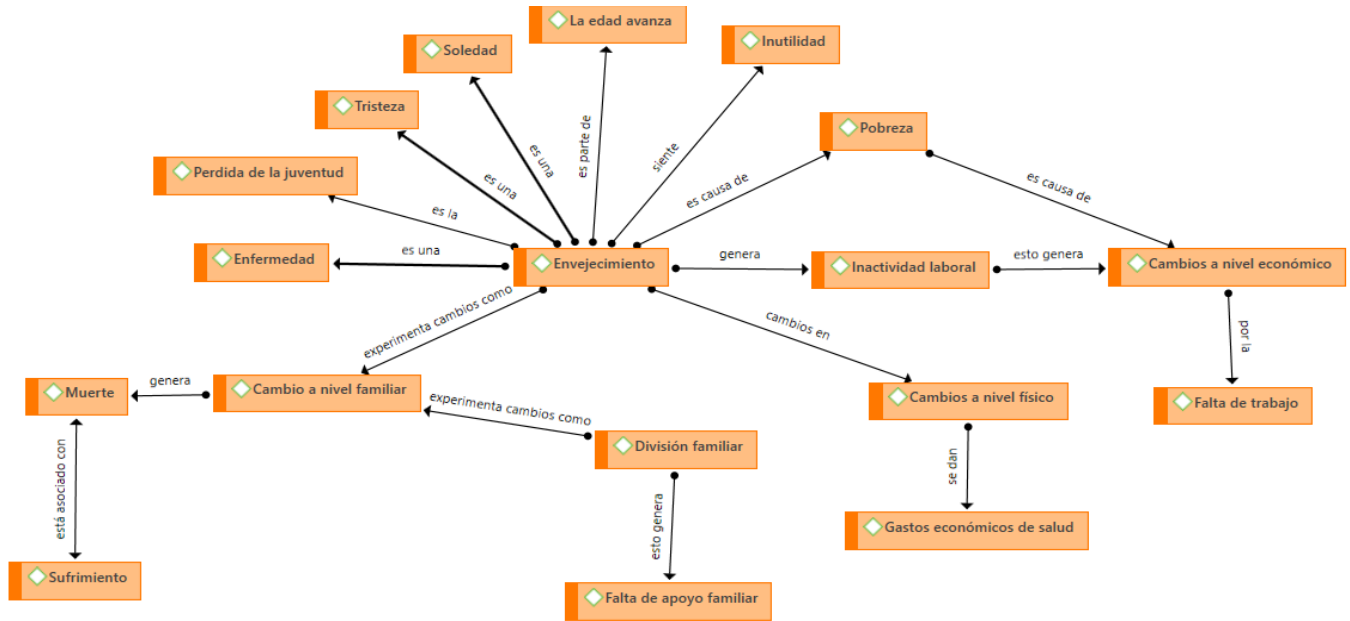 La edad avanza
Inutilidad
Soledad
Tristeza
Pobreza
Perdida de la juventud
es una
es parte de
siente
es una
es causa de
es causa de
es la
Enfermedad
es una
Envejecimiento
genera
Inactividad laboral
esto genera
Cambios a nivel económico
experimenta cambios como
cambios en
por la
Muerte
genera
Cambio a nivel familiar
experimenta cambios como
Cambios a nivel físico
Falta de trabajo
División familiar
está asociado con
se dan
esto genera
Gastos económicos de salud
Sufrimiento
Falta de apoyo familiar